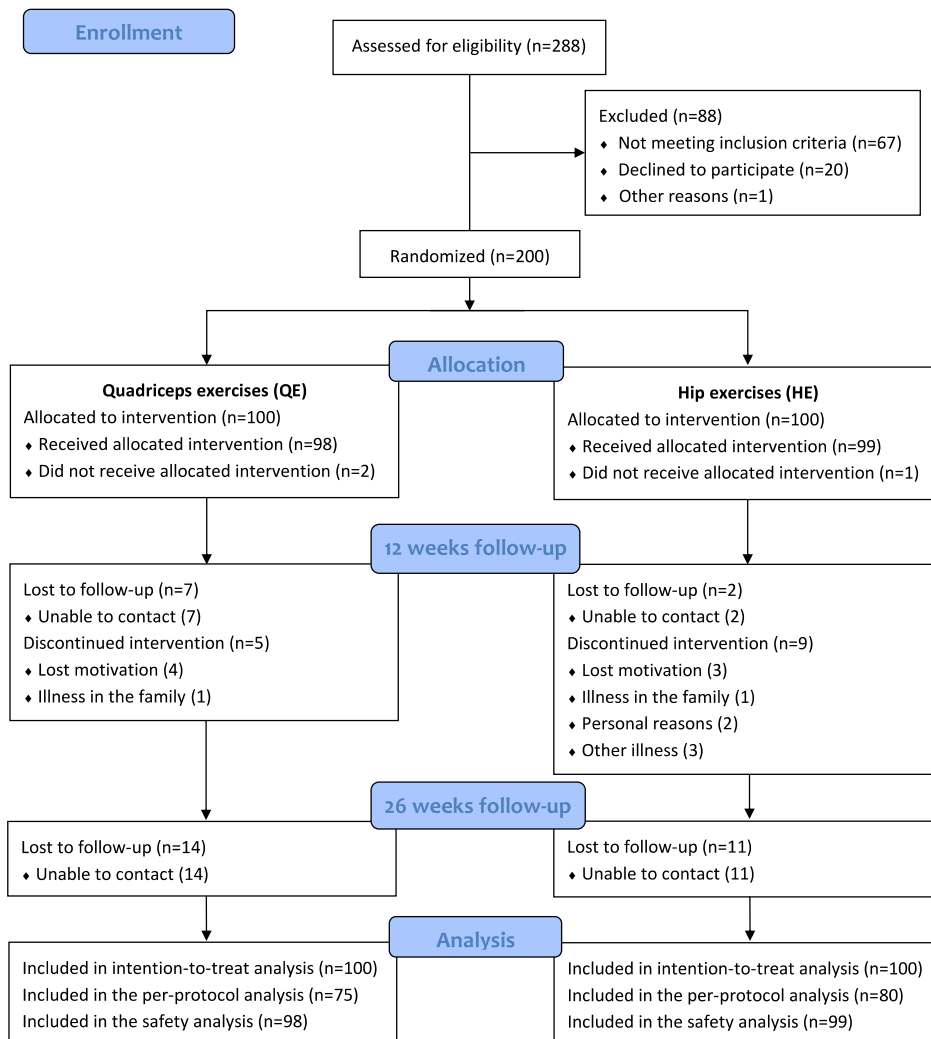 Enrollment
Assessed for eligibility (n=288)
Excluded (n=88)
♦ Not meeting inclusion criteria (n=67)
♦ Declined to participate (n=20)
♦ Other reasons (n=1)
Randomized (n=200)
Allocation
Quadriceps exercises (QE)
Allocated to intervention (n=100)
♦ Received allocated intervention (n=98)
♦ Did not receive allocated intervention (n=2)
Hip exercises (HE)
Allocated to intervention (n=100)
♦ Received allocated intervention (n=99)
♦ Did not receive allocated intervention (n=1)
12 weeks follow-up
Lost to follow-up (n=7)
♦ Unable to contact (7)
Discontinued intervention (n=5)
♦ Lost motivation (4)
♦ Illness in the family (1)
Lost to follow-up (n=2)
♦ Unable to contact (2)
Discontinued intervention (n=9)
♦ Lost motivation (3)
♦ Illness in the family (1)
♦ Personal reasons (2)
♦ Other illness (3)
26 weeks follow-up
Lost to follow-up (n=14)
♦ Unable to contact (14)
Lost to follow-up (n=11)
♦ Unable to contact (11)
Analysis
Included in intention-to-treat analysis (n=100)
Included in the per-protocol analysis (n=75)
Included in the safety analysis (n=98)
Included in intention-to-treat analysis (n=100)
Included in the per-protocol analysis (n=80)
Included in the safety analysis (n=99)